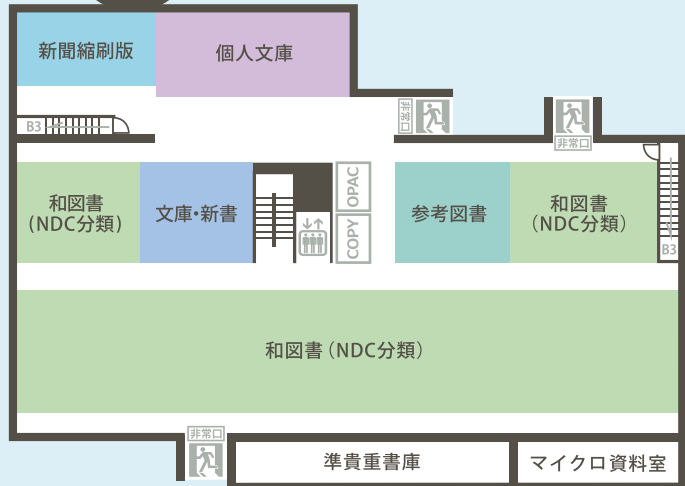 新聞縮刷版
個人文庫
B3
非常口
非常口
和図書
(NDC分類)
文庫・新書
OPAC
COPY
参考図書
和図書
(NDC分類)
B3
和図書(NDC分類)
非常口
準貴重書庫
マイクロ資料室